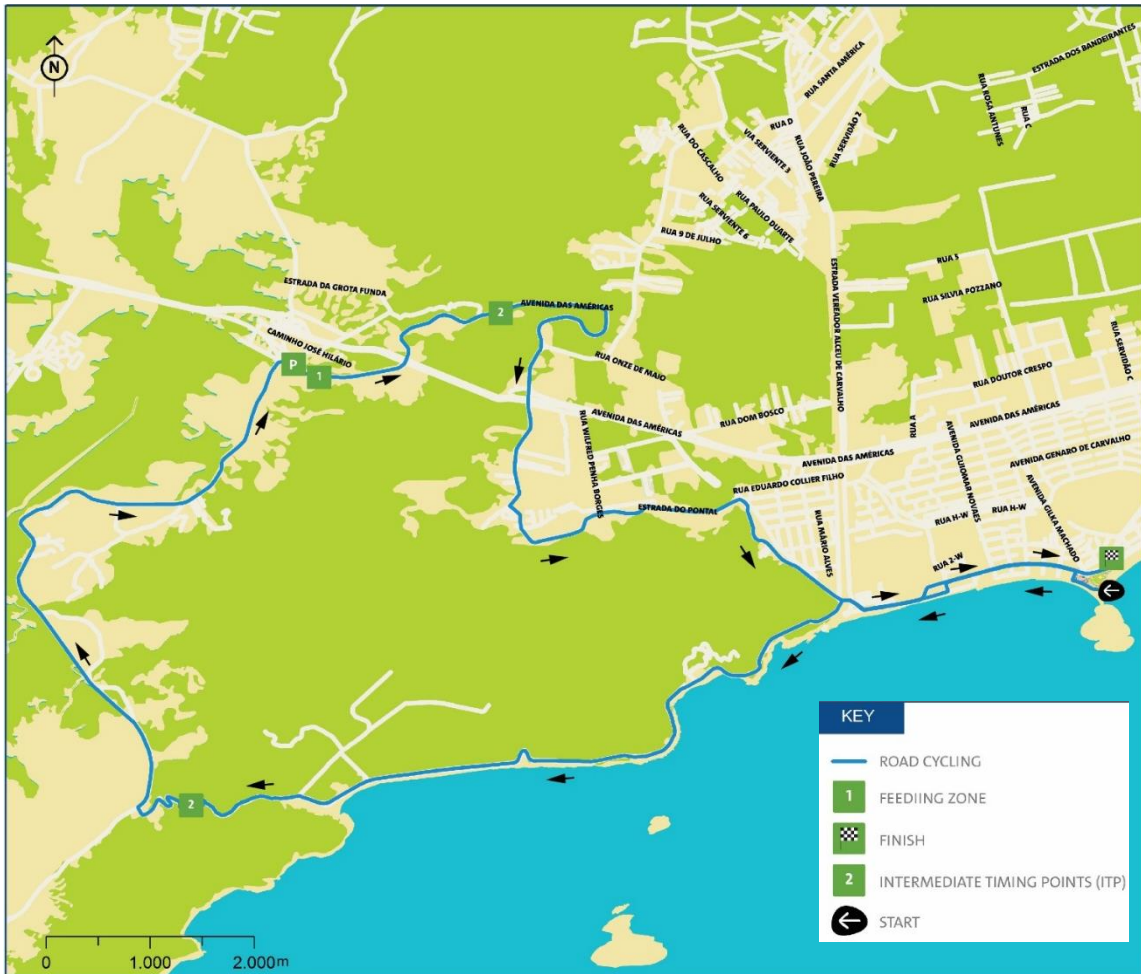 N
ESTRADA DOS BANDEIRANTES
RUA SANTA AMÉRICA
RUA ROSA ANTUNES
RUA C
RUA D
RUA SERVIDÃO 2
RUA DO CASCALHO
VIA SERVIENTE 3
RUA JOÃO PEREIRA
RUA PAULO DUARTE
RUA SERVIENTE 6
RUA 9 DE JULHO
RUA S
ESTRADA DA GROTA FUNDA
RUA SILVIA POZZANO
ESTRADA VEREADOR ALCEU DE CARVALHO
2
AVENIDA DAS AMÉRICAS
RUA SERVIDÃO C
CAMINHO JOSÉ HILÁRIO
P
1
RUA ONZE DE MAIO
RUA DOUTOR CRESPO
AVENIDA DAS AMÉRICAS
RUA DOM BOSCO
RUA A
AVENIDA DAS AMÉRICAS
RUA WILFRED PENHA BORGES
AVENIDA DAS AMÉRICAS
AVENIDA GUIOMAR NOVAES
AVENIDA GENARO DE CARVALHO
RUA EDUARDO COLLIER FILHO
AVENIDA GILKA MACHADO
ESTRADA DO PONTAL
RUA H-W
RUA H-W
RUA MÁRIO ALVES
RUA 2-W
2
KEY
ROAD CYCLING
1 FEEDIING ZONE
FINISH
2 INTERMEDIATE TIMING POINTS (ITP)
START
0 1.000 2.000m